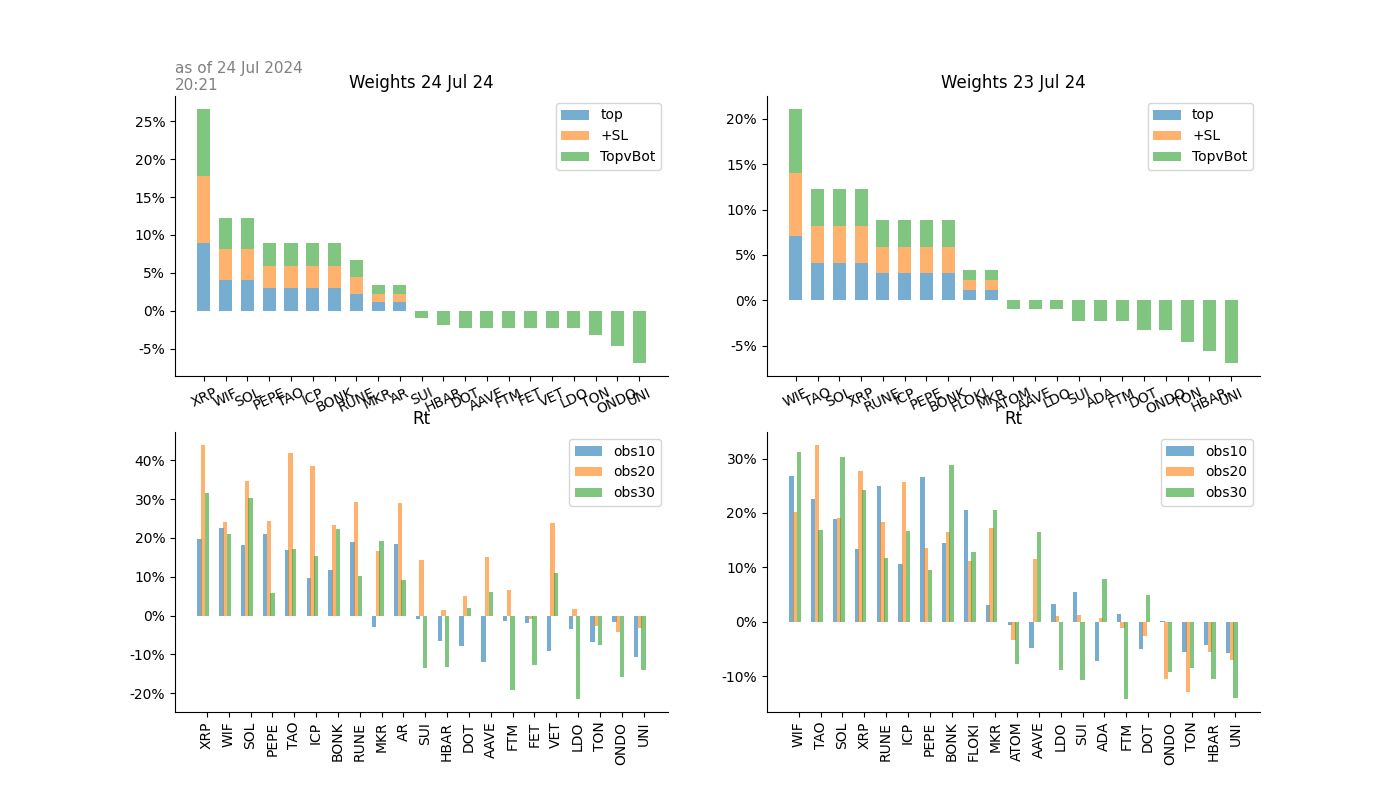 as of 24 Jul 2024
20:21
Weights 24 Jul 24
25%
20%
15%
10%
5%
0%
-5%
top
+SL
TopvBot
XRP WIF SOL PEPE TAO ICP BONK RUNE MKR AR SUI HBAR DOT AAVE FTM FET VET LDO TON ONDO UNI
Weights 23 Jul 24
20%
15%
10%
5%
0%
-5%
top
+SL
TopvBot
WIF TAO SOL XRP RUNE ICP PEPE BONK FLOKI MKR ATOM AAVE LDO SUI ADA FTM DOT ONDO TON HBAR UNI
Rt
40%
30%
20%
10%
0%
-10%
-20%
obs10
obs20
obs30
XRP WIF SOL PEPE TAO ICP BONK RUNE MKR AR SUI HBAR DOT AAVE FTM FET VET LDO TON ONDO UNI
Rt
30%
20%
10%
0%
-10%
obs10
obs20
obs30
WIF TAO SOL XRP RUNE ICP PEPE BONK FLOKI MKR ATOM AAVE LDO SUI ADA FTM DOT ONDO TON HBAR UNI